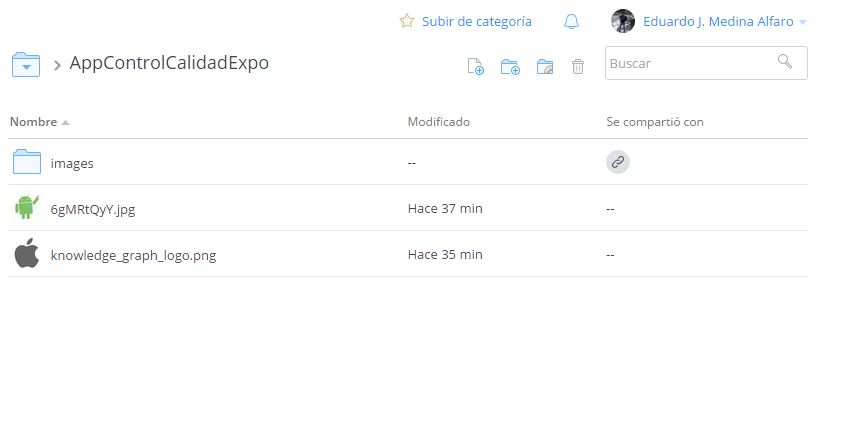 Subir de categoría Eduardo J. Medina Alfaro
AppControlCalidadExpo Buscar
Nombre Modificado Se compartió con
images --
6gMRtQyY.jpg Hace 37 min --
knowledge_graph_logo.png Hace 35 min --